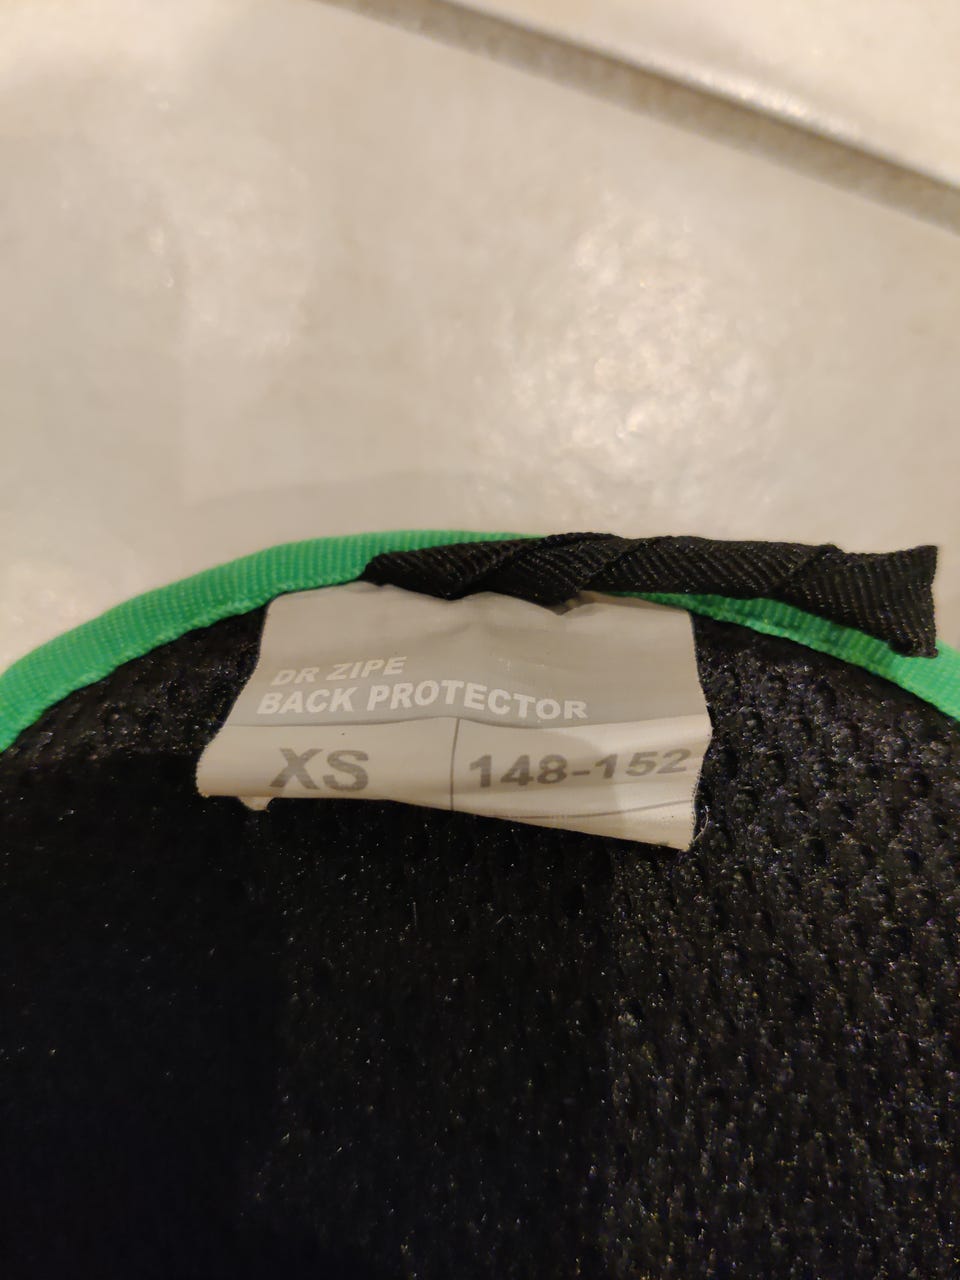 DR ZIPE
BACK PROTECTOR
XS 148-152